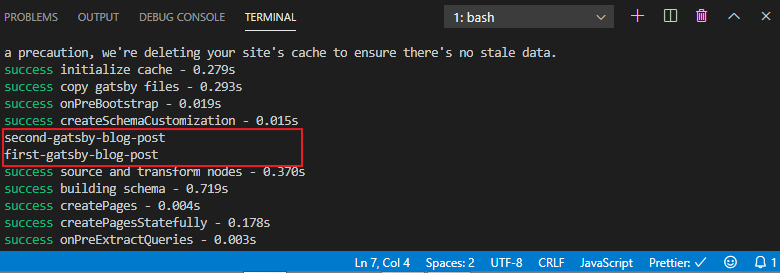 PROBLEMS OUTPUT DEBUG CONSOLE TERMINAL 1: bash
a precaution, we're deleting your site's cache to ensure there's no stale data.
success initialize cache - 0.279s
success copy gatsby files - 0.293s
success onPreBootstrap - 0.019s
success createSchemaCustomization - 0.015s
second-gatsby-blog-post
first-gatsby-blog-post
success source and transform nodes - 0.370s
success building schema - 0.719s
success createPages - 0.004s
success createPagesStatefully - 0.178s
success onPreExtractQueries - 0.003s
Ln 7, Col 4 Spaces: 2 UTF-8 CRLF JavaScript Prettier: ✓ 1